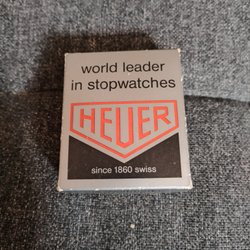 world leader
in stopwatches
HEUER
since 1860 swiss